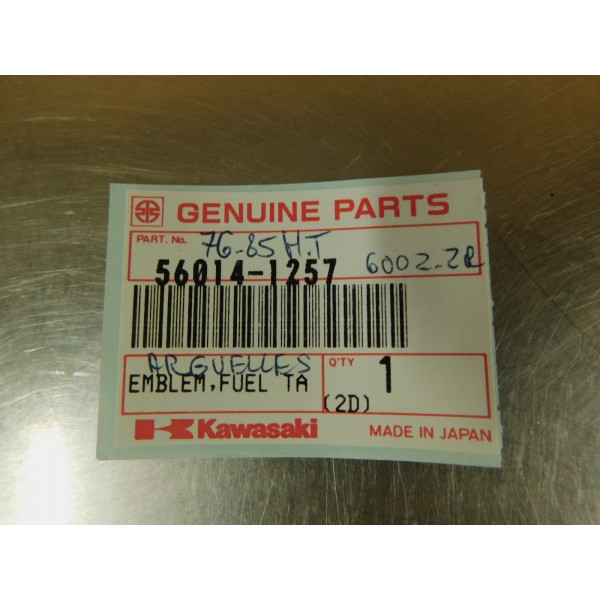 GENUINE PARTS
PART. No.
76-85 H.T
56014-1257
6002-ZR
ARGUELLES
EMBLEM,FUEL TA
Q'TY
1
(2D)
Kawasaki
MADE IN JAPAN